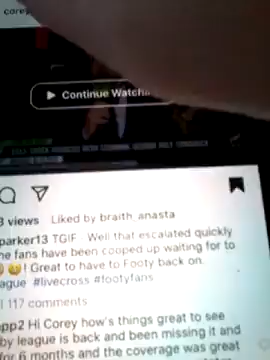 corey
Continue Watch
views Liked by braith_anasta
parker13 TGIF Well that escalated quickly
he fans have been cooped up waiting for to
! Great to have to Footy back on.
ague #livecross #footyfans
117 comments
pp2 Hi Corey how's things great to see
by league is back and been missing it and
for 6 months and the coverage was great